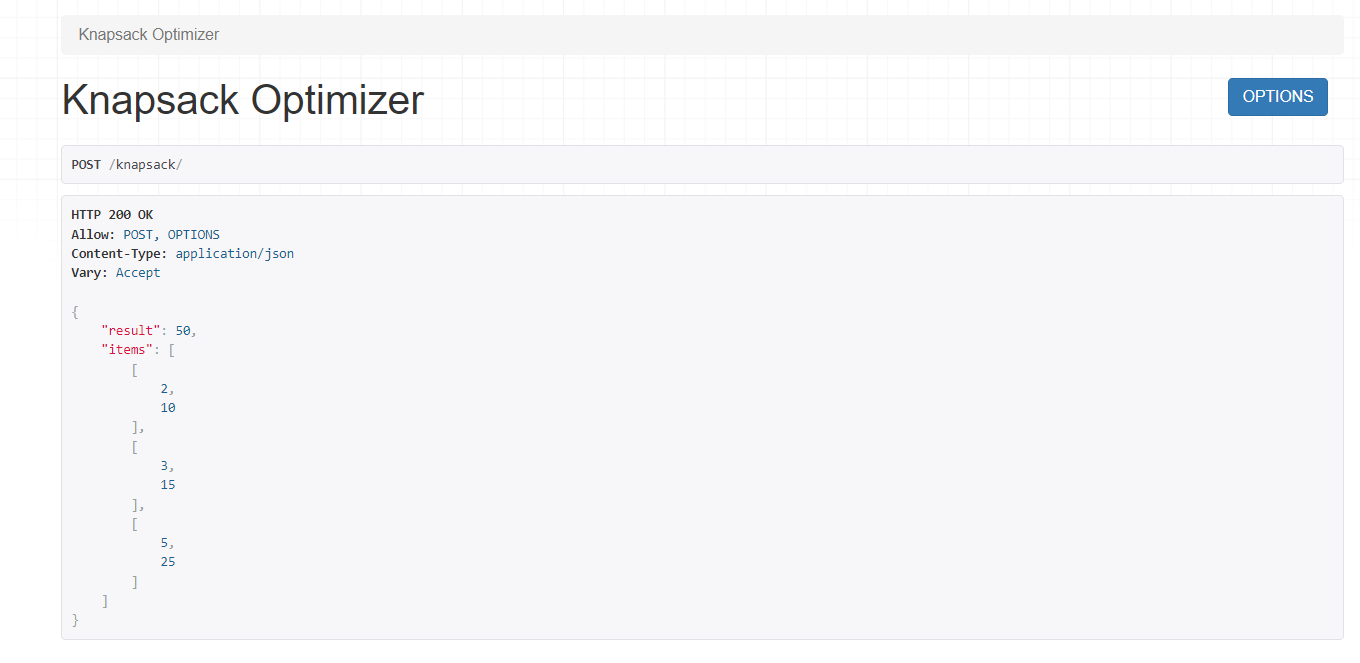 Knapsack Optimizer
Knapsack Optimizer
OPTIONS
POST /knapsack/
HTTP 200 OK
Allow: POST, OPTIONS
Content-Type: application/json
Vary: Accept
{
    "result": 50,
    "items": [
        [
            2,
            10
        ],
        [
            3,
            15
        ],
        [
            5,
            25
        ]
    ]
}